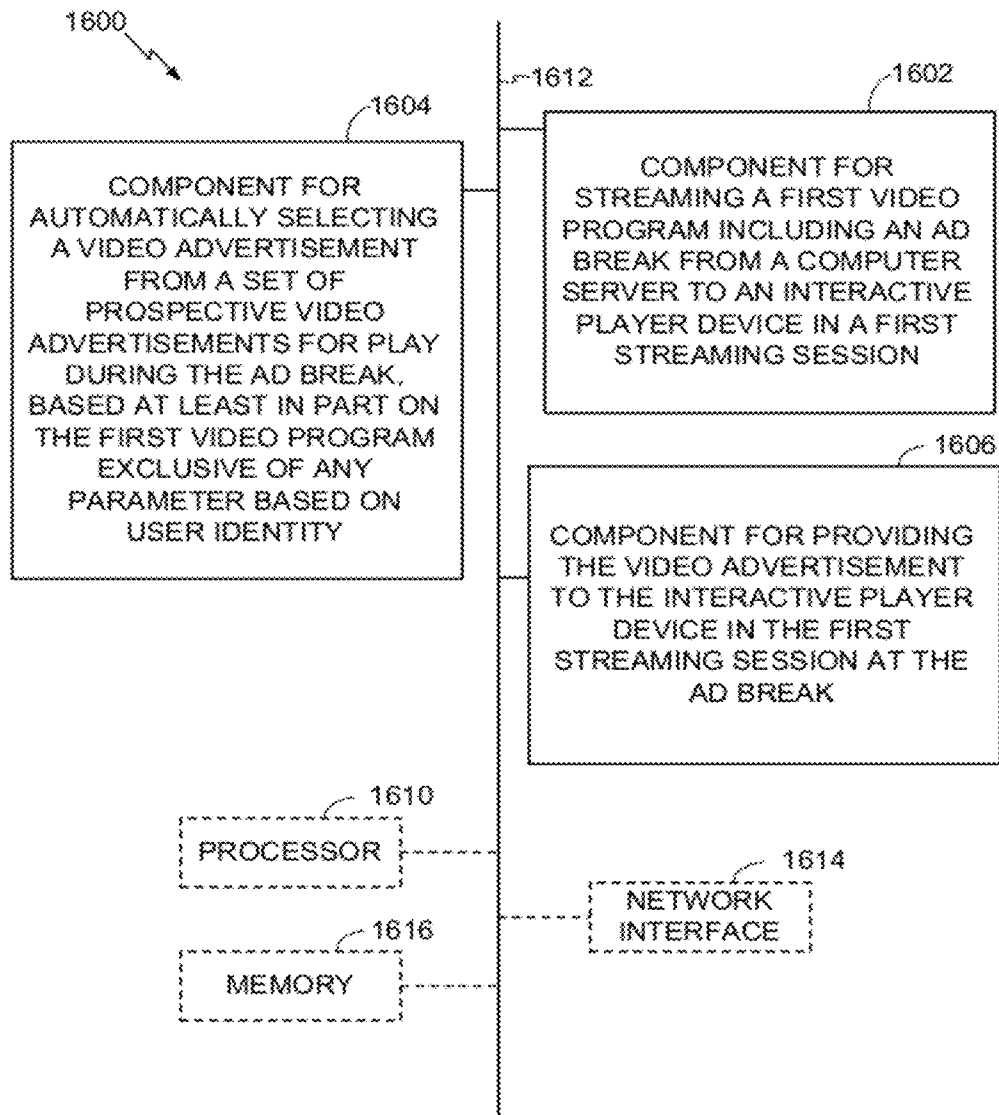 1600
1612
1602
1604
COMPONENT FOR
STREAMING A FIRST VIDEO
PROGRAM INCLUDING AN AD
BREAK FROM A COMPUTER
SERVER TO AN INTERACTIVE
PLAYER DEVICE IN A FIRST
STREAMING SESSION
COMPONENT FOR
AUTOMATICALLY SELECTING
A VIDEO ADVERTISEMENT
FROM A SET OF
PROSPECTIVE VIDEO
ADVERTISEMENTS FOR PLAY
DURING THE AD BREAK,
BASED AT LEAST IN PART ON
THE FIRST VIDEO PROGRAM
EXCLUSIVE OF ANY
PARAMETER BASED ON
USER IDENTITY
1606
COMPONENT FOR PROVIDING
THE VIDEO ADVERTISEMENT
TO THE INTERACTIVE PLAYER
DEVICE IN THE FIRST
STREAMING SESSION AT THE
AD BREAK
1610
PROCESSOR
1614
NETWORK
INTERFACE
1616
MEMORY